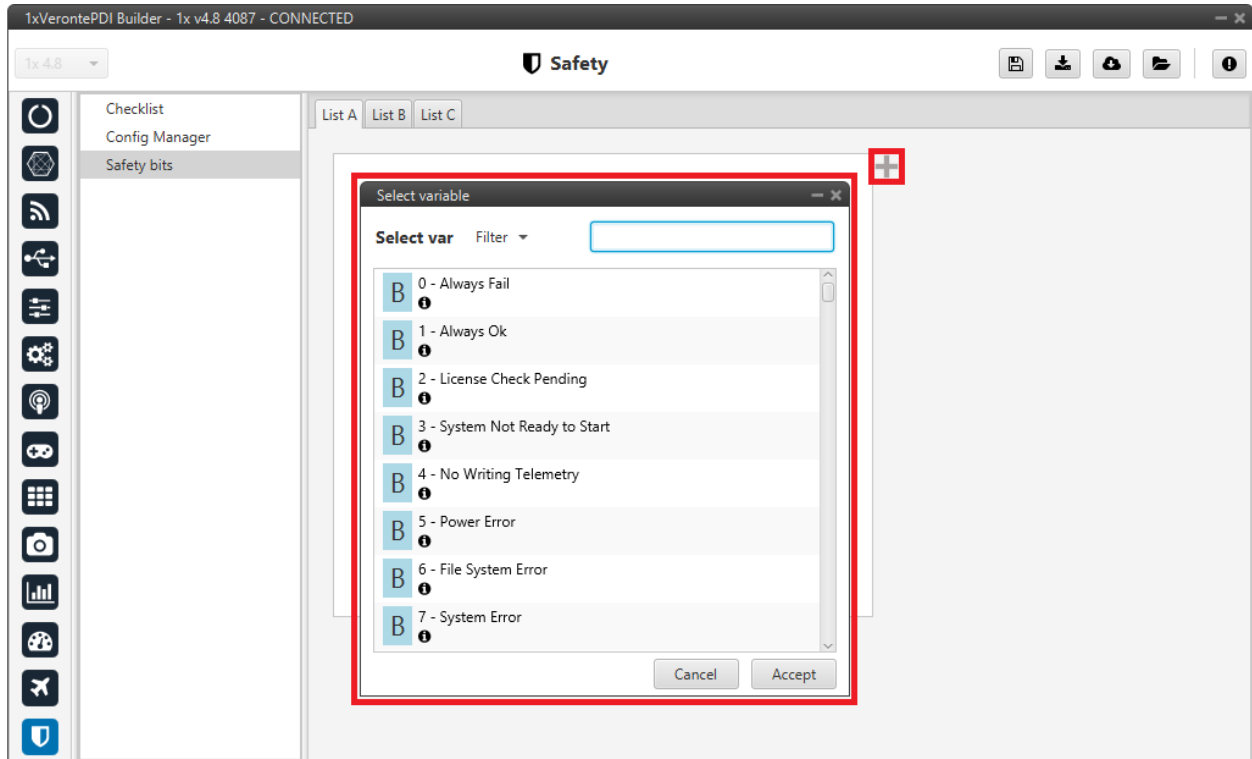 1xVerontePDI Builder - 1x v4.8 4087 - CONNECTED
1x 4.8
Safety
Checklist
Config Manager
Safety bits
List A List B List C
Select variable
Select var Filter
B 0 - Always Fail
B 1 - Always Ok
B 2 - License Check Pending
B 3 - System Not Ready to Start
B 4 - No Writing Telemetry
B 5 - Power Error
B 6 - File System Error
B 7 - System Error
Cancel Accept